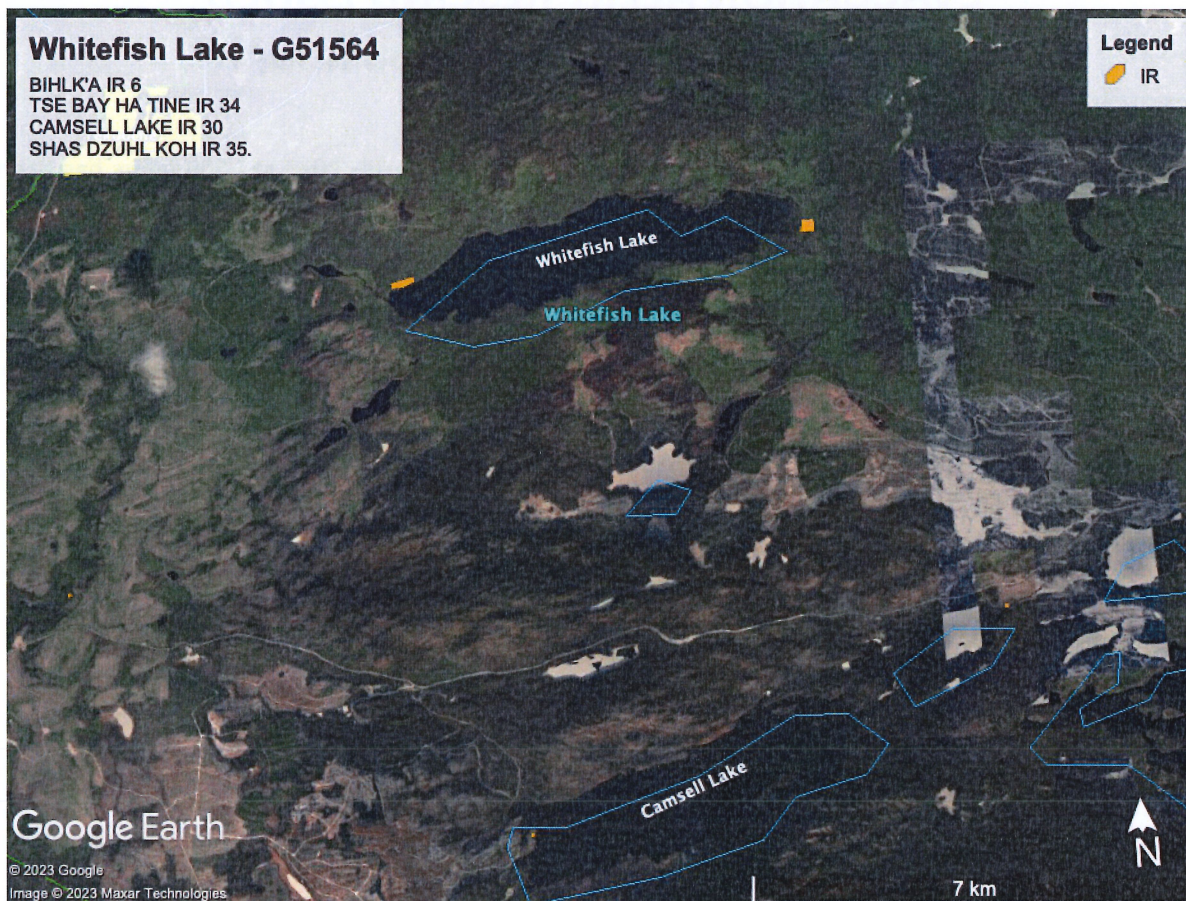 Whitefish Lake - G51564
BIHLK'A IR 6
TSE BAY HA TINE IR 34
CAMSELL LAKE IR 30
SHAS DZUHL KOH IR 35.
Legend
IR
Whitefish Lake
Whitefish Lake
Camsell Lake
Google Earth
© 2023 Google
Image © 2023 Maxar Technologies
N
7 km